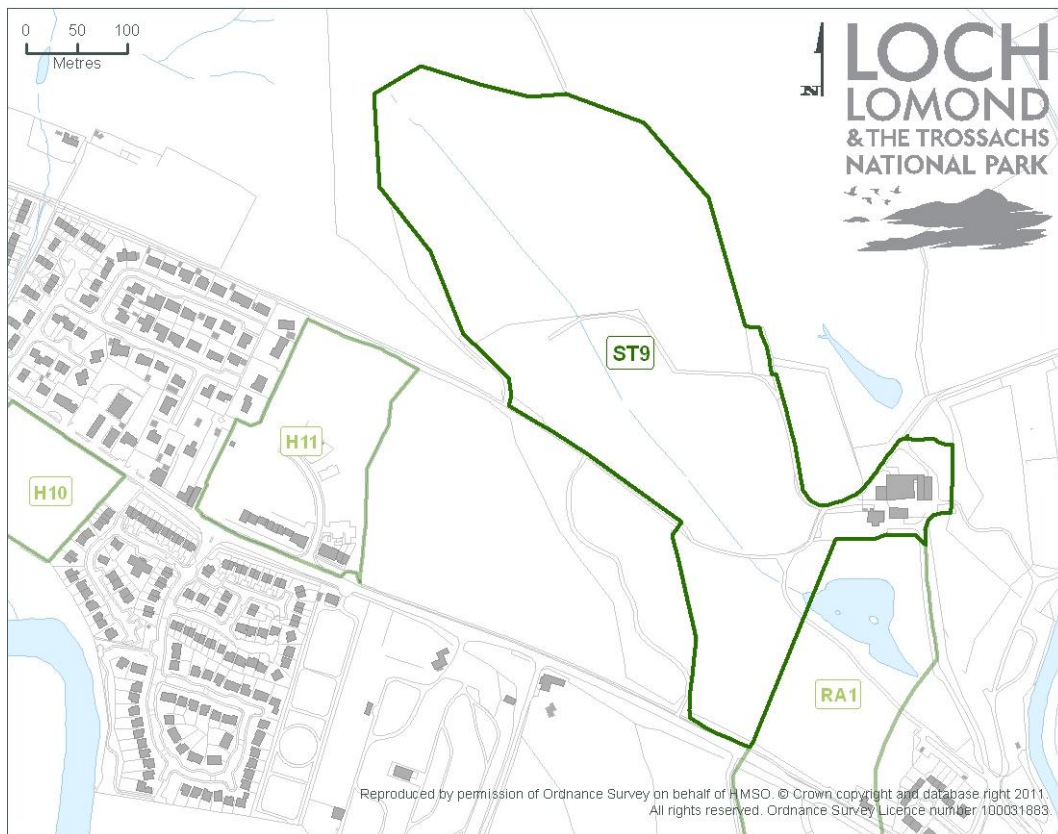 0 50 100
Metres
N
LOCH
LOMOND
& THE TROSSACHS
NATIONAL PARK
ST9
H11
H10
RA1
Reproduced by permission of Ordnance Survey on behalf of HMSO. © Crown copyright and database right 2011.
All rights reserved. Ordnance Survey Licence number 100031883